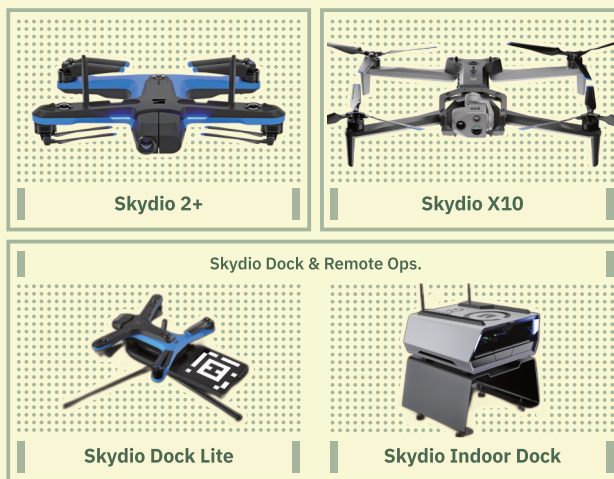 Skydio 2+
Skydio X10
Skydio Dock & Remote Ops.
Skydio Dock Lite
Skydio Indoor Dock